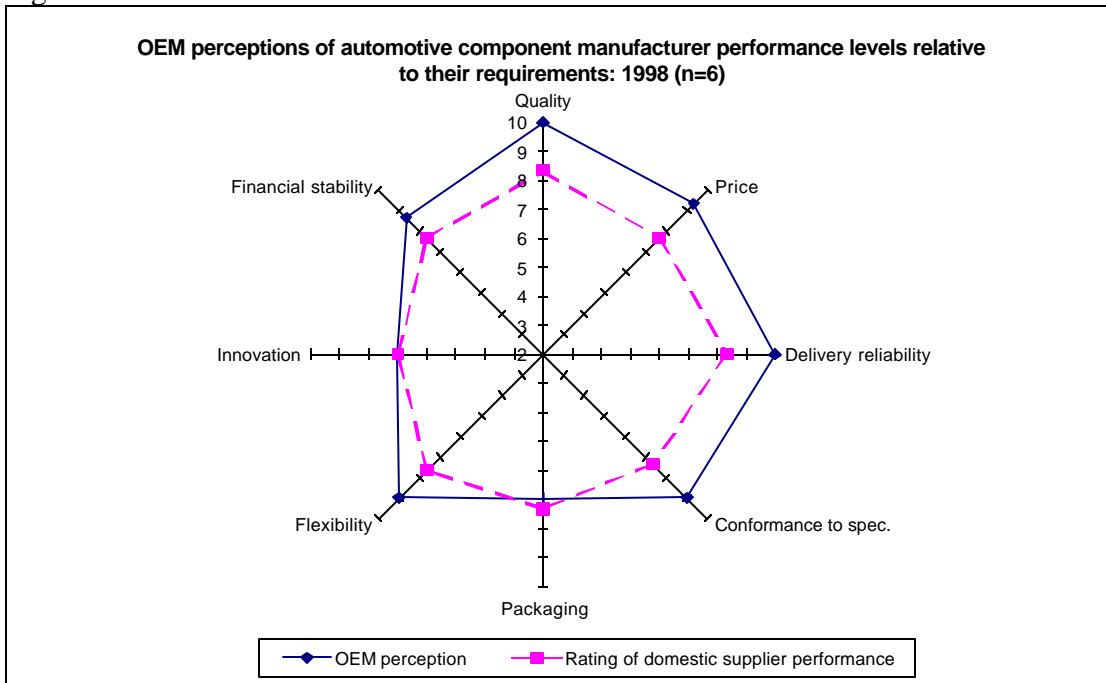 OEM perceptions of automotive component manufacturer performance levels relative
to their requirements: 1998 (n=6)
Quality
10
9
8
7
6
5
4
3
2
Price
Delivery reliability
Conformance to spec.
Packaging
Flexibility
Innovation
Financial stability
OEM perception
Rating of domestic supplier performance